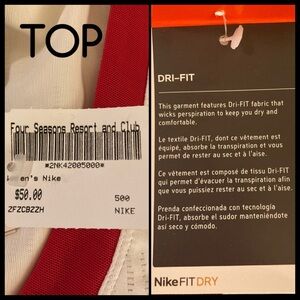 TOP
Four Seasons Resort and Club
*2NK42005000*
en's Nike
$50.00
500
2FZCBZZH
NIKE
DRI-FIT
This garment features Dri-FIT fabric that
wicks perspiration to keep you dry and
comfortable.
Le textile Dri-FIT, dont ce vêtement est
équipé, absorbe la transpiration et vous
permet de rester au sec et à l'aise.
Ce vêtement est composé de tissu Dri-FIT
qui permet d'évacuer la transpiration afin
que vous puissiez rester au sec et à l'aise.
Prenda confeccionada con tecnología
Dri-FIT, absorbe el sudor manteniéndote
así seco y cómodo.
NikeFITDRY